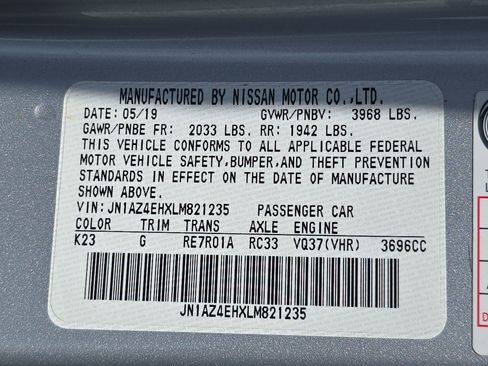 MANUFACTURED BY NISSAN MOTOR CO.,LTD.
DATE: 05/19 GVWR/PNBV: 3968 LBS.
GAWR/PNBE FR: 2033 LBS. RR: 1942 LBS.
THIS VEHICLE CONFORMS TO ALL APPLICABLE FEDERAL
MOTOR VEHICLE SAFETY,BUMPER,AND THEFT PREVENTION
STANDARDS IN EFFECT ON THE DATE OF MANUFACTURE
SHOWN ABOVE.
VIN: JN1AZ4EHXLM821235 PASSENGER CAR
COLOR TRIM TRANS AXLE ENGINE
K23 G RE7R01A RC33 VQ37(VHR) 3696CC
JN1AZ4EHXLM821235